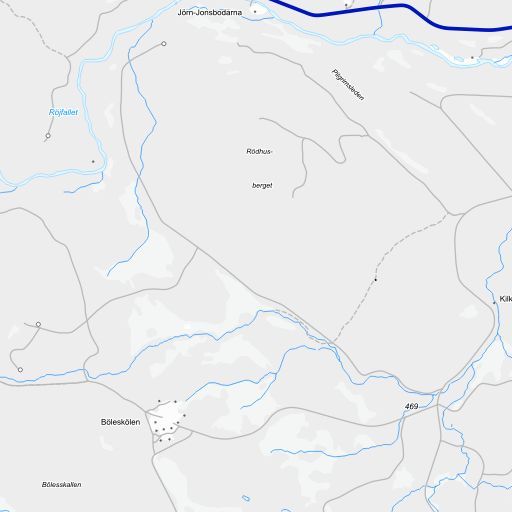 Jörn-Jonsbodarna
Pilgrimsleden
Röjfallet
Rödhus-
berget
Kilk
469
Böleskölen
Bölesskallen